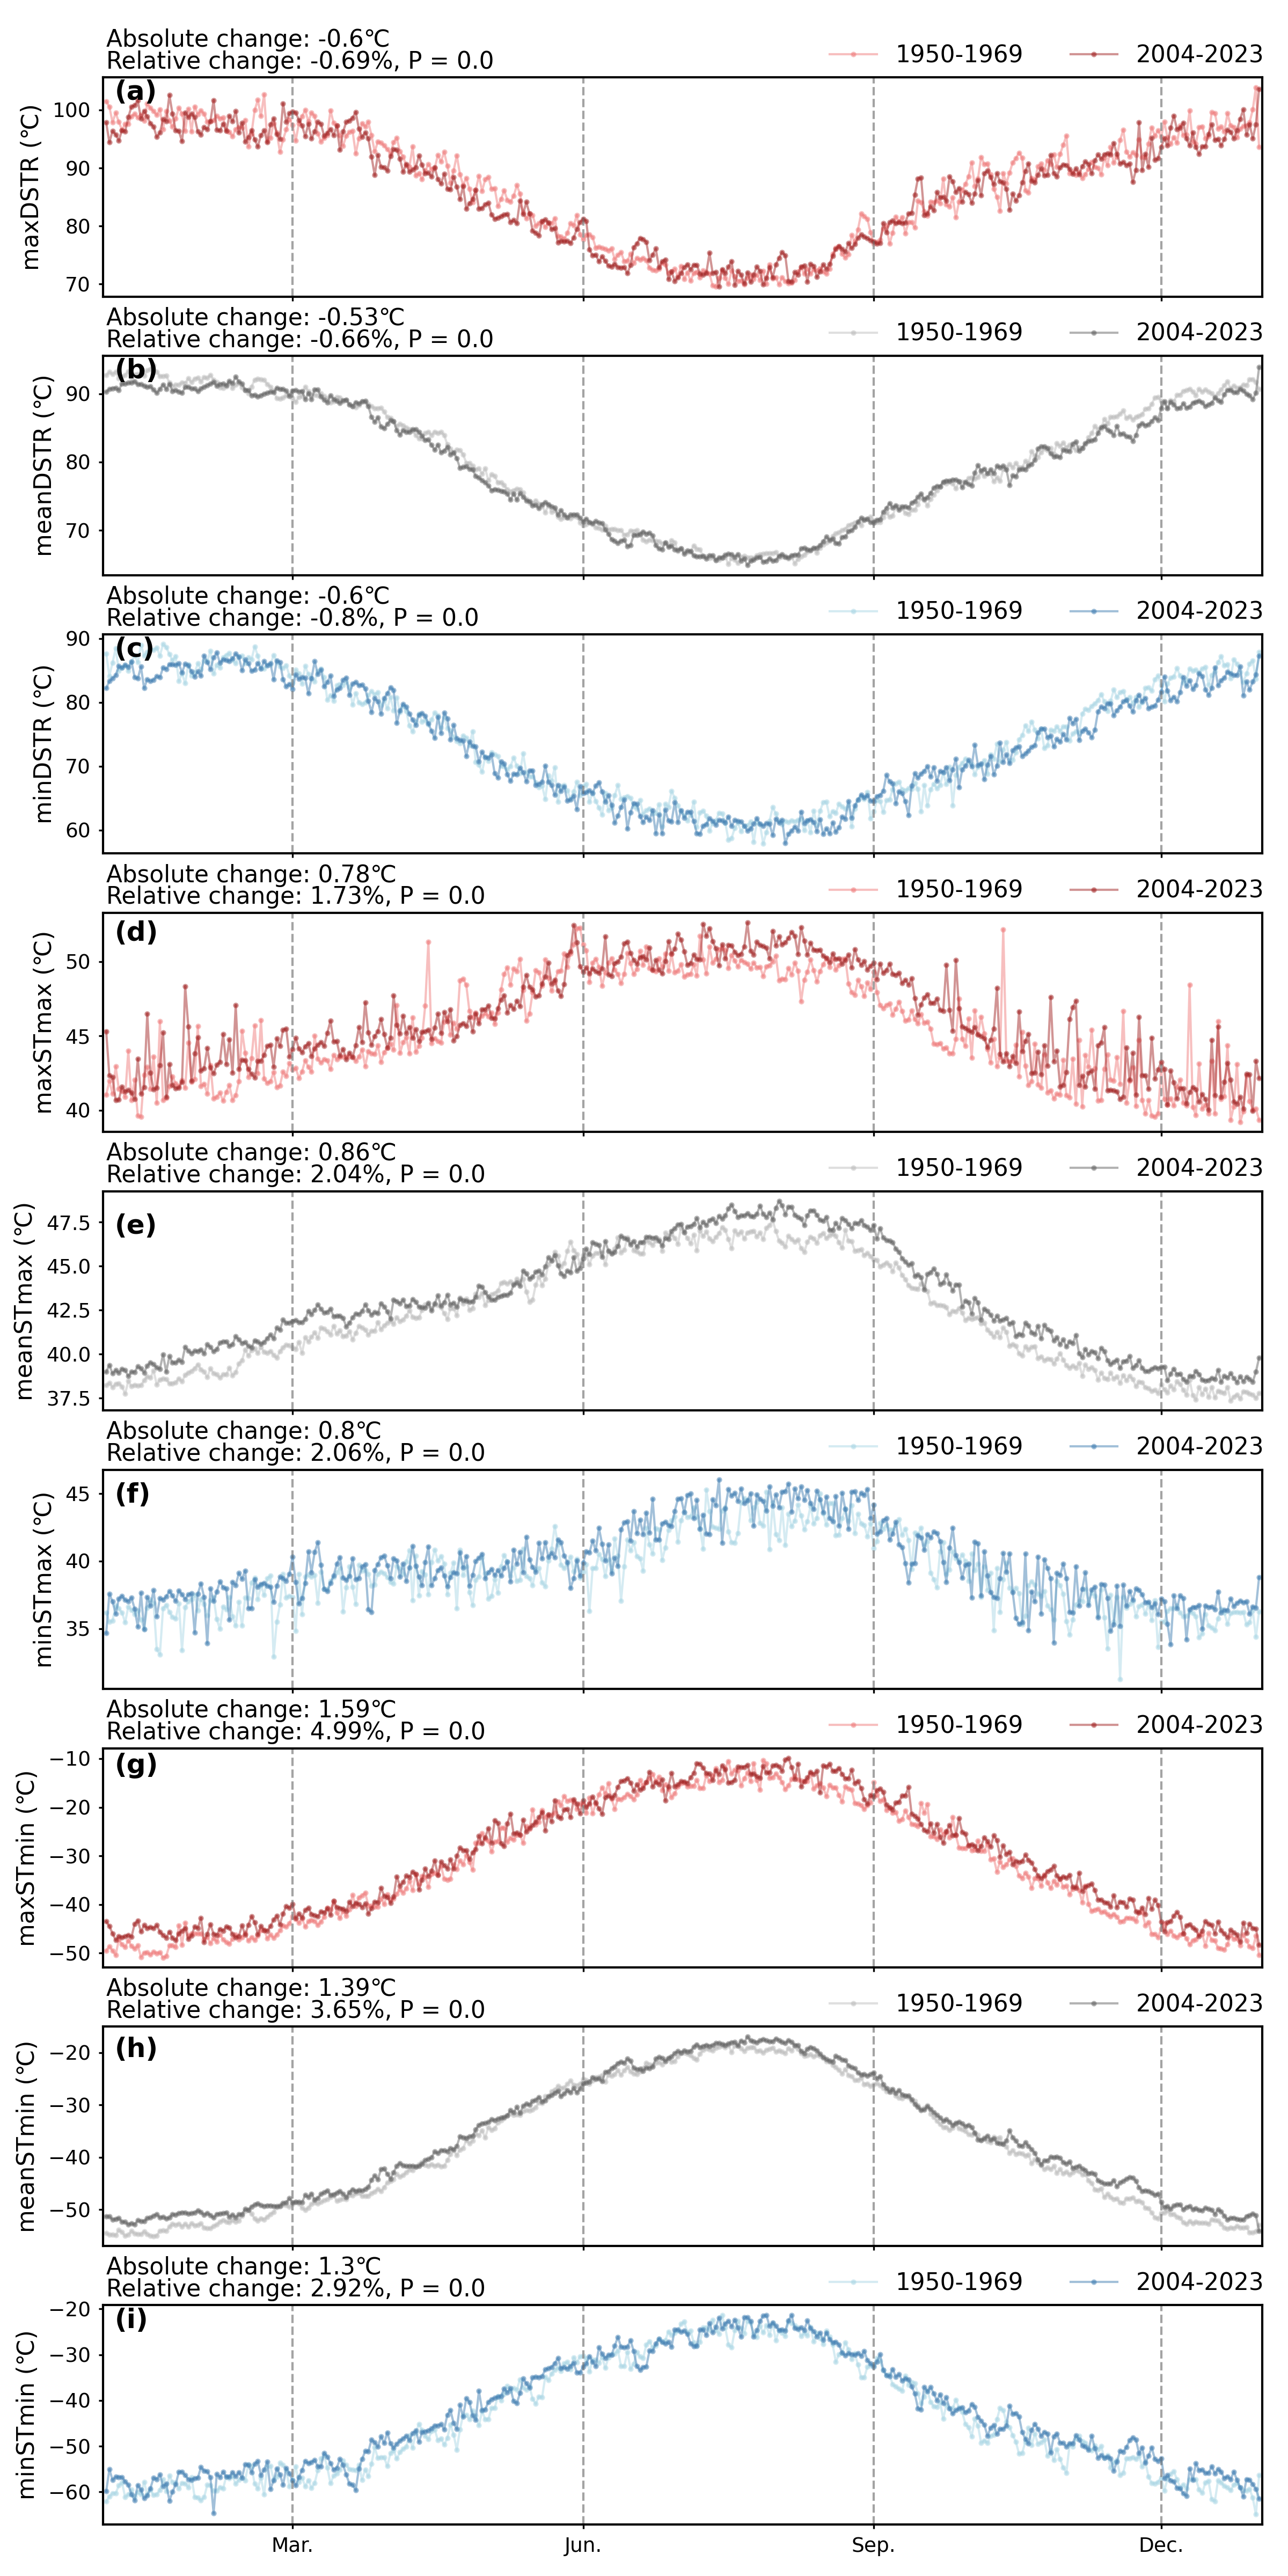 Absolute change: -0.6℃
Relative change: -0.69%, P = 0.0
1950-1969 2004-2023
(a)
maxDSTR (℃)
100
90
80
70
Absolute change: -0.53℃
Relative change: -0.66%, P = 0.0
1950-1969 2004-2023
(b)
meanDSTR (℃)
90
80
70
Absolute change: -0.6℃
Relative change: -0.8%, P = 0.0
1950-1969 2004-2023
(c)
minDSTR (℃)
90
80
70
60
Absolute change: 0.78℃
Relative change: 1.73%, P = 0.0
1950-1969 2004-2023
(d)
maxSTmax (℃)
50
45
40
Absolute change: 0.86℃
Relative change: 2.04%, P = 0.0
1950-1969 2004-2023
(e)
meanSTmax (℃)
47.5
45.0
42.5
40.0
37.5
Absolute change: 0.8℃
Relative change: 2.06%, P = 0.0
1950-1969 2004-2023
(f)
minSTmax (℃)
45
40
35
Absolute change: 1.59℃
Relative change: 4.99%, P = 0.0
1950-1969 2004-2023
(g)
maxSTmin (℃)
−10
−20
−30
−40
−50
Absolute change: 1.39℃
Relative change: 3.65%, P = 0.0
1950-1969 2004-2023
(h)
meanSTmin (℃)
−20
−30
−40
−50
Absolute change: 1.3℃
Relative change: 2.92%, P = 0.0
1950-1969 2004-2023
(i)
minSTmin (℃)
−20
−30
−40
−50
−60
Mar. Jun. Sep. Dec.